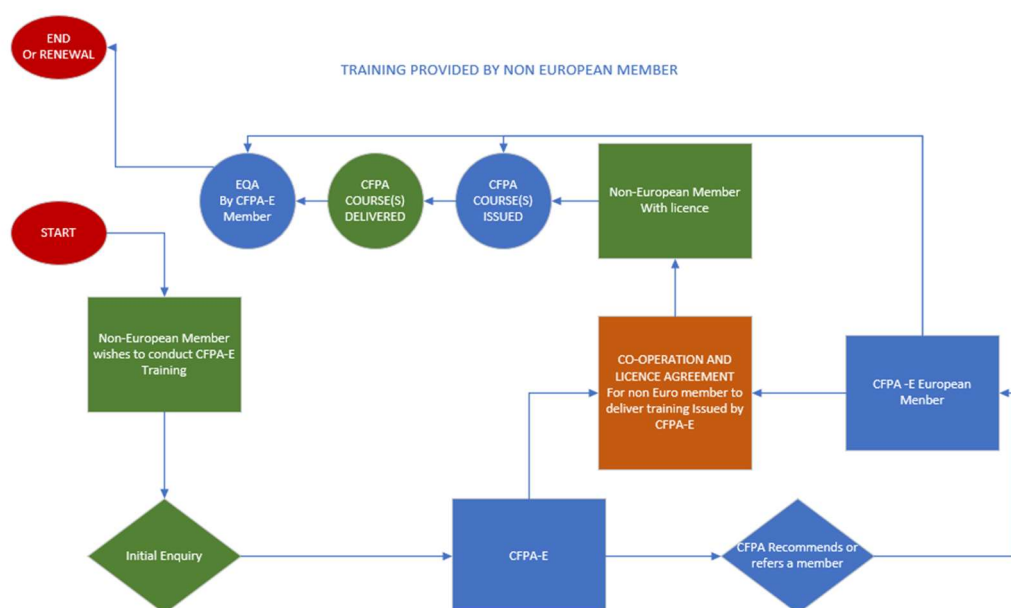 END
Or RENEWAL
TRAINING PROVIDED BY NON EUROPEAN MEMBER
EQA
By CFPA-E
Member
CFPA
COURSE(S)
DELIVERED
CFPA
COURSE(S)
ISSUED
Non-European Member
With licence
START
Non-European Member
wishes to conduct CFPA-E
Training
CO-OPERATION AND
LICENCE AGREEMENT
For non Euro member to
deliver training Issued by
CFPA-E
CFPA -E European
Menber
Initial Enquiry
CFPA-E
CFPA Recommends or
refers a member